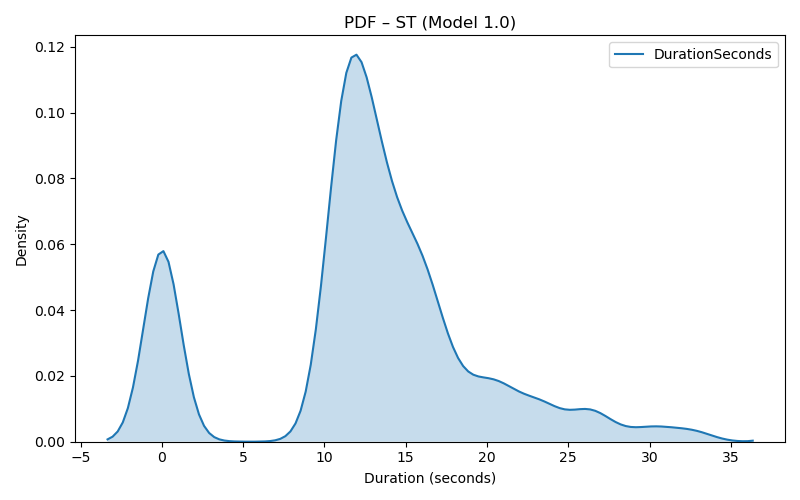 PDF – ST (Model 1.0)
DurationSeconds
0.12
0.10
0.08
0.06
0.04
0.02
0.00
Density
−5 0 5 10 15 20 25 30 35
Duration (seconds)